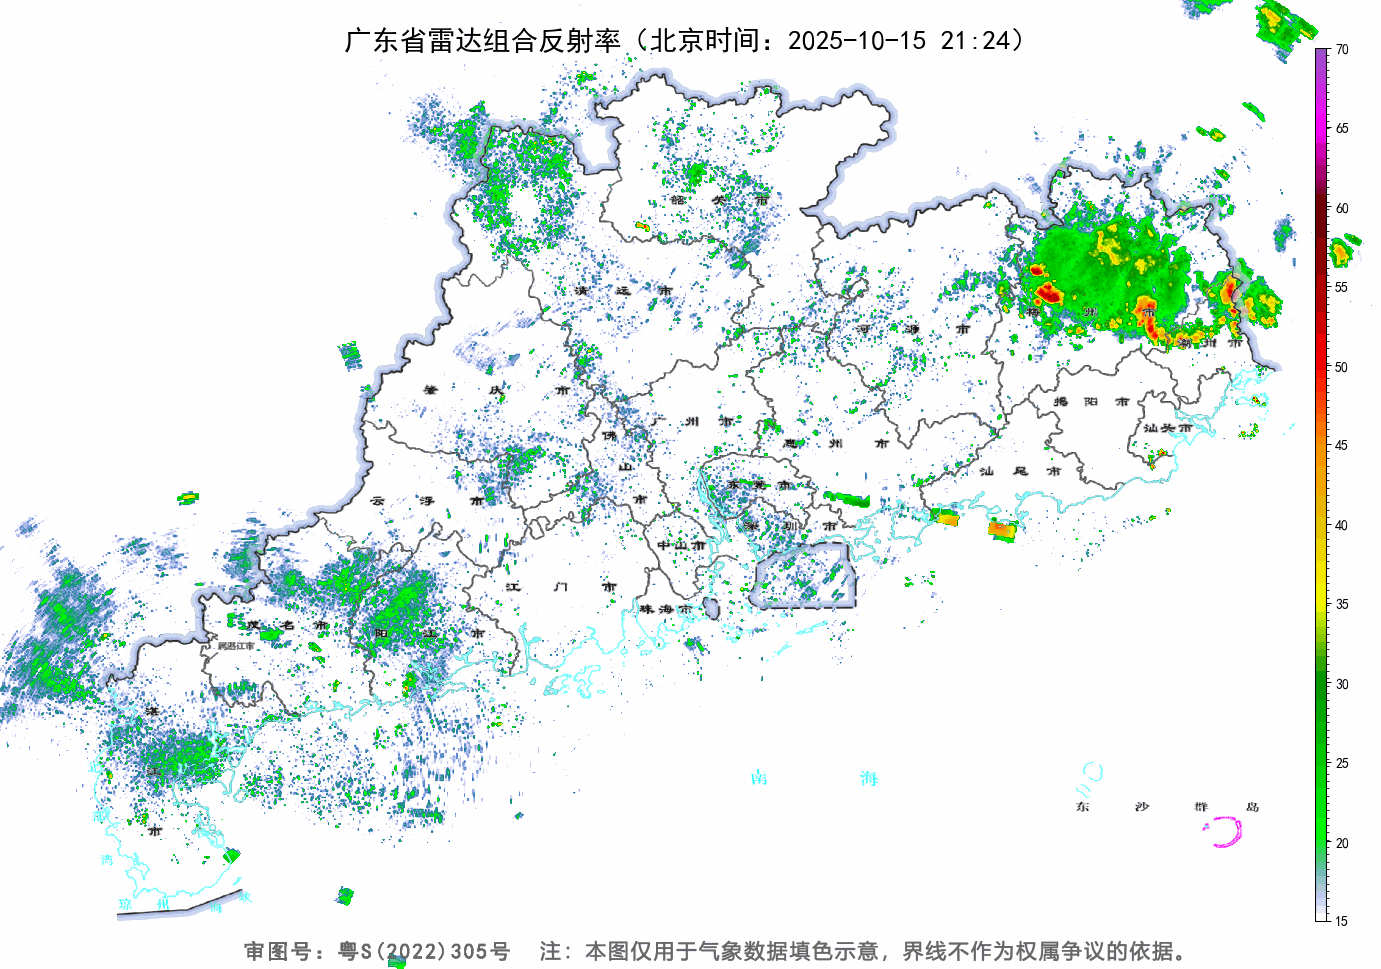 广东省雷达组合反射率（北京时间：2025-10-15 21:24）
70
65
60
55
50
45
40
35
30
25
20
15
韶关市
清远市
河源市
梅州市
潮州市
肇庆市
广州市
佛山市
惠州市
揭阳市
汕头市
汕尾市
云浮市
东莞市
深圳市
中山市
江门市
珠海市
茂名市
属湛江市
阳江市
湛江市
南海
东沙群岛
湾
琼州海峡
审图号：粤S(2022)305号 注：本图仅用于气象数据填色示意，界线不作为权属争议的依据。